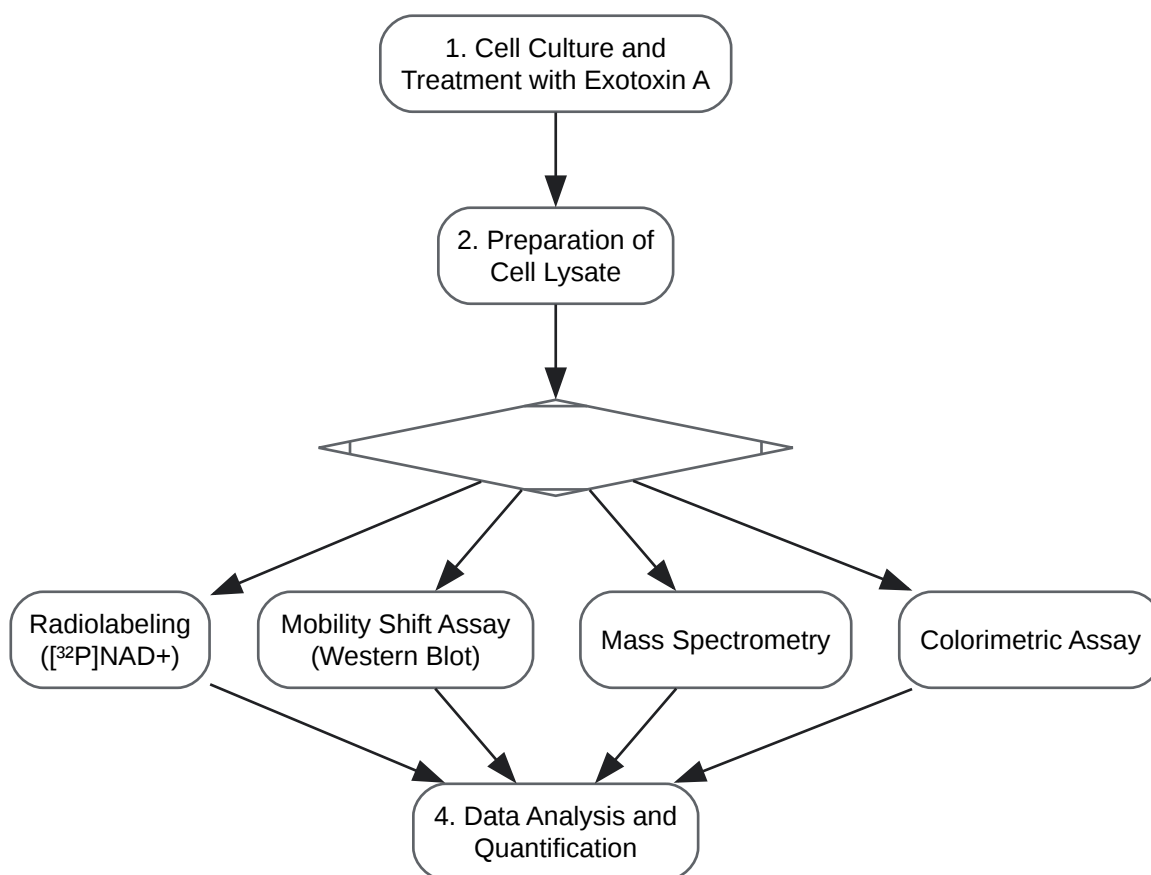 1. Cell Culture and
Treatment with Exotoxin A
2. Preparation of
Cell Lysate
Radiolabeling
([³²P]NAD+)
Mobility Shift Assay
(Western Blot)
Mass Spectrometry
Colorimetric Assay
4. Data Analysis and
Quantification